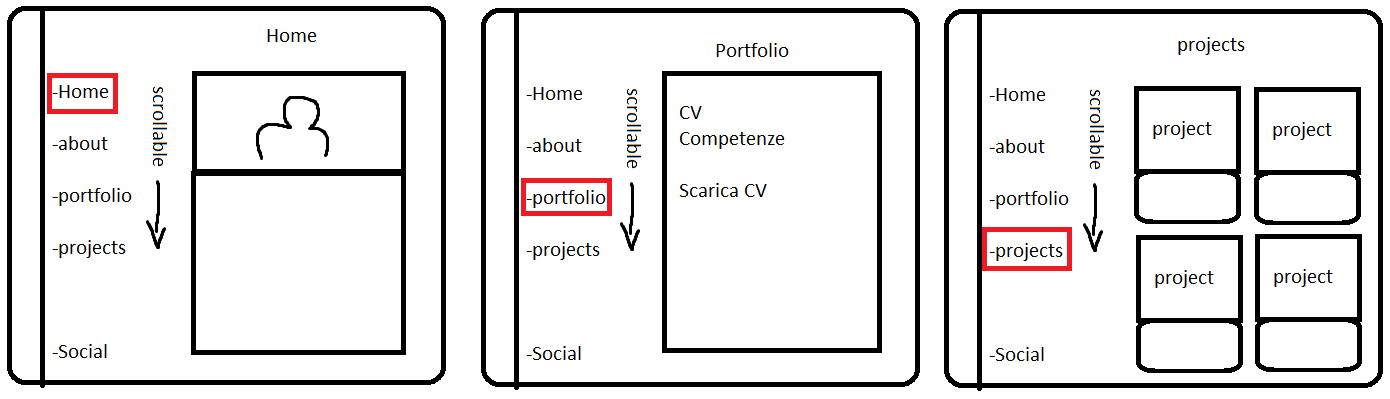 Home
-Home
-about
-portfolio
-projects
-Social
scrollable
Portfolio
-Home
-about
-portfolio
-projects
-Social
scrollable
CV
Competenze
Scarica CV
projects
-Home
-about
-portfolio
-projects
-Social
scrollable
project
project
project
project